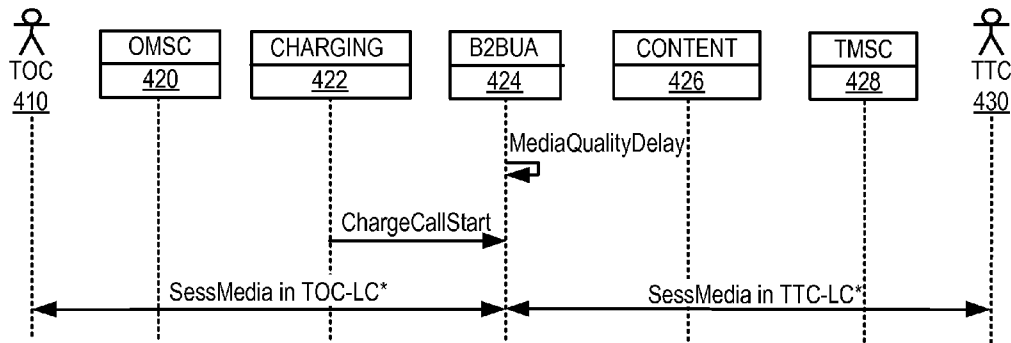 TOC
410
OMSC
420
CHARGING
422
B2BUA
424
CONTENT
426
TMSC
428
TTC
430
MediaQualityDelay
ChargeCallStart
SessMedia in TOC-LC*
SessMedia in TTC-LC*